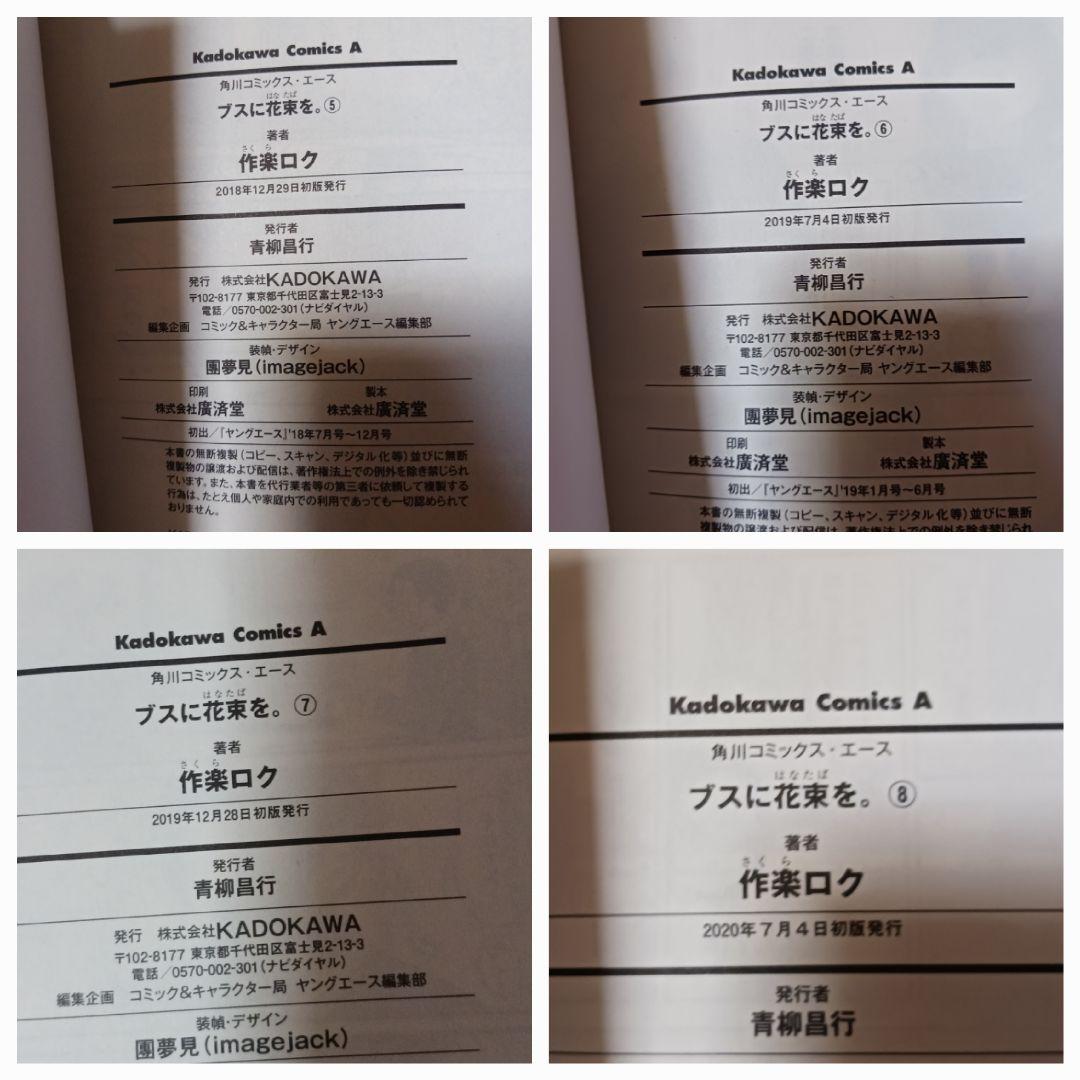 Kadokawa Comics A
角川コミックス・エース
はなたば
ブスに花束を。⑤
著者
さくら
作楽ロク
2018年12月29日初版発行
発行者
青柳昌行
発行 株式会社KADOKAWA
〒102-8177 東京都千代田区富士見2-13-3
電話/0570-002-301(ナビダイヤル)
編集企画 コミック&キャラクター局 ヤングエース編集部
装幀・デザイン
團夢見(imagejack)
印刷 製本
株式会社廣済堂 株式会社廣済堂
初出/『ヤングエース』'18年7月号〜12月号
本書の無断複製(コピー、スキャン、デジタル化等)並びに無断
複製物の譲渡および配信は、著作権法上での例外を除き禁じられ
ています。また、本書を代行業者等の第三者に依頼して複製する
行為は、たとえ個人や家庭内での利用であっても一切認められて
おりません。
Kadokawa Comics A
角川コミックス・エース
はなたば
ブスに花束を。⑥
著者
さくら
作楽ロク
2019年7月4日初版発行
発行者
青柳昌行
発行 株式会社KADOKAWA
〒102-8177 東京都千代田区富士見2-13-3
電話/0570-002-301(ナビダイヤル)
編集企画 コミック&キャラクター局 ヤングエース編集部
装幀・デザイン
團夢見(imagejack)
印刷 製本
株式会社廣済堂 株式会社廣済堂
初出/『ヤングエース』'19年1月号〜6月号
本書の無断複製(コピー、スキャン、デジタル化等)並びに無断
複製物の譲渡および配信は、著作権法上での例外を除き禁じられ
Kadokawa Comics A
角川コミックス・エース
はなたば
ブスに花束を。⑦
著者
さくら
作楽ロク
2019年12月28日初版発行
発行者
青柳昌行
発行 株式会社KADOKAWA
〒102-8177 東京都千代田区富士見2-13-3
電話/0570-002-301(ナビダイヤル)
編集企画 コミック&キャラクター局 ヤングエース編集部
装幀・デザイン
團夢見(imagejack)
Kadokawa Comics A
角川コミックス・エース
はなたば
ブスに花束を。⑧
著者
さくら
作楽ロク
2020年7月4日初版発行
発行者
青柳昌行